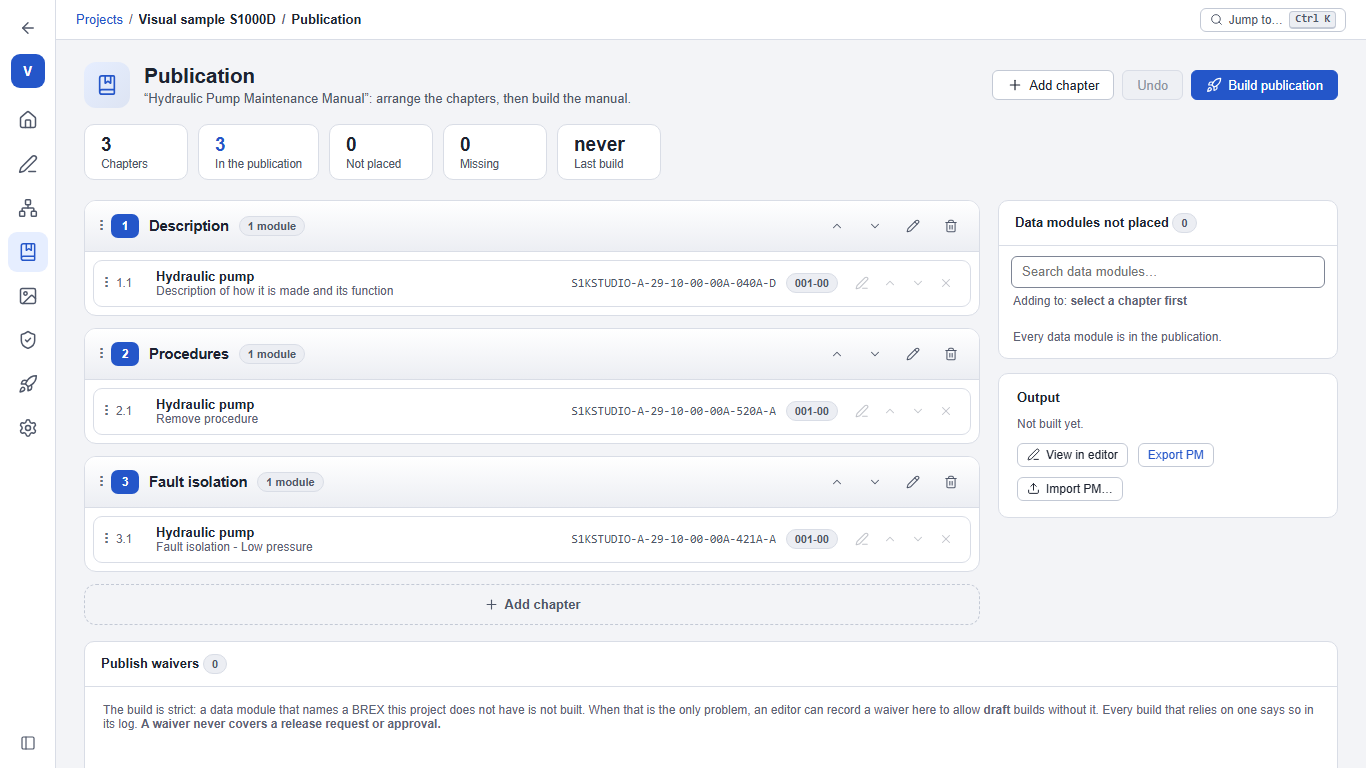 Projects / Visual sample S1000D / Publication
Jump to… Ctrl K
V
Publication
“Hydraulic Pump Maintenance Manual”: arrange the chapters, then build the manual.
Add chapter
Undo
Build publication
3
Chapters
3
In the publication
0
Not placed
0
Missing
never
Last build
1 Description 1 module
1.1 Hydraulic pump
Description of how it is made and its function
S1KSTUDIO-A-29-10-00-00A-040A-D 001-00
2 Procedures 1 module
2.1 Hydraulic pump
Remove procedure
S1KSTUDIO-A-29-10-00-00A-520A-A 001-00
3 Fault isolation 1 module
3.1 Hydraulic pump
Fault isolation - Low pressure
S1KSTUDIO-A-29-10-00-00A-421A-A 001-00
Add chapter
Data modules not placed 0
Search data modules…
Adding to: select a chapter first
Every data module is in the publication.
Output
Not built yet.
View in editor
Export PM
Import PM…
Publish waivers 0
The build is strict: a data module that names a BREX this project does not have is not built. When that is the only problem, an editor can record a waiver here to allow draft builds without it. Every build that relies on one says so in
its log. A waiver never covers a release request or approval.